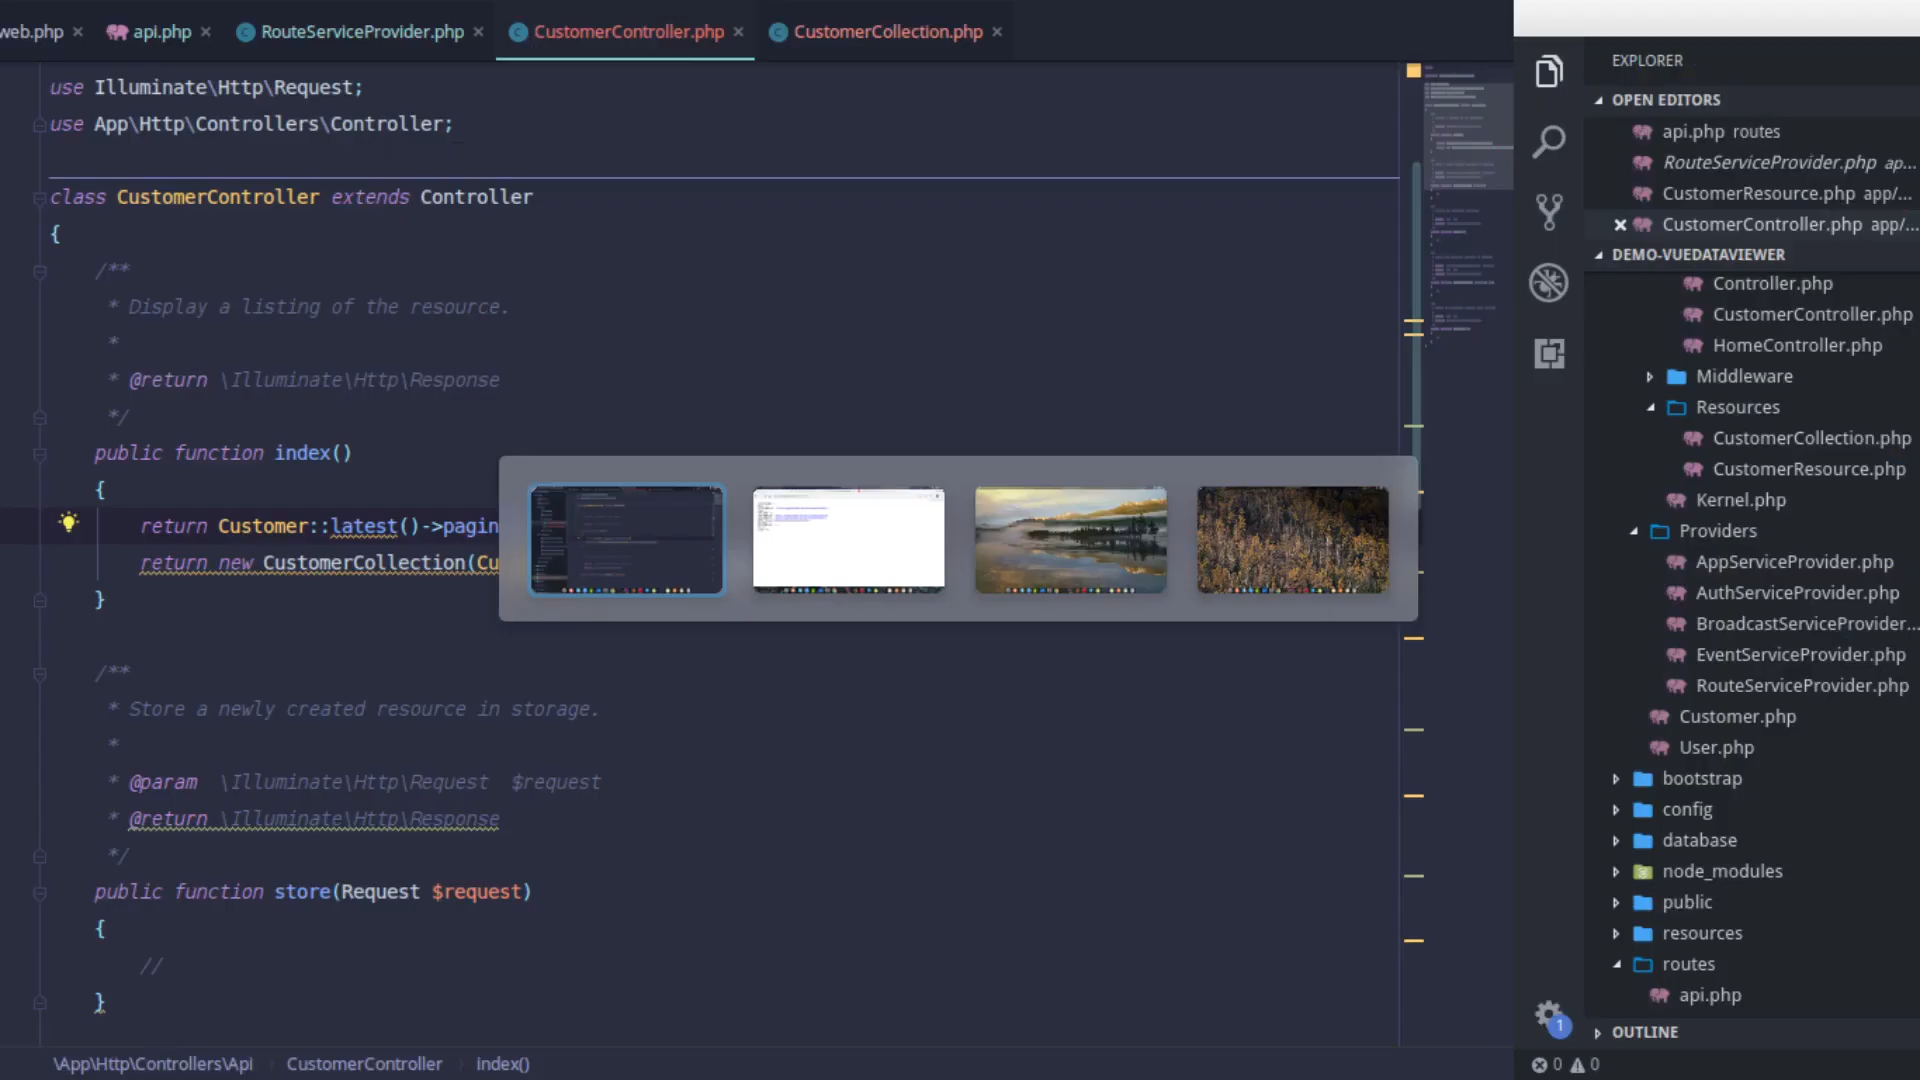 web.php
api.php
RouteServiceProvider.php
CustomerController.php
CustomerCollection.php
use Illuminate\Http\Request;
use App\Http\Controllers\Controller;
class CustomerController extends Controller
{
/**
* Display a listing of the resource.
*
* @return \Illuminate\Http\Response
*/
public function index()
{
return Customer::latest()->pagin
return new CustomerCollection(Cu
}
/**
* Store a newly created resource in storage.
*
* @param \Illuminate\Http\Request $request
* @return \Illuminate\Http\Response
*/
public function store(Request $request)
{
//
}
\App\Http\Controllers\Api CustomerController index()
EXPLORER
OPEN EDITORS
api.php routes
RouteServiceProvider.php ap...
CustomerResource.php app/...
CustomerController.php app/...
DEMO-VUEDATAVIEWER
Controller.php
CustomerController.php
HomeController.php
Middleware
Resources
CustomerCollection.php
CustomerResource.php
Kernel.php
Providers
AppServiceProvider.php
AuthServiceProvider.php
BroadcastServiceProvider...
EventServiceProvider.php
RouteServiceProvider.php
Customer.php
User.php
bootstrap
config
database
node_modules
public
resources
routes
api.php
OUTLINE
1
0 0